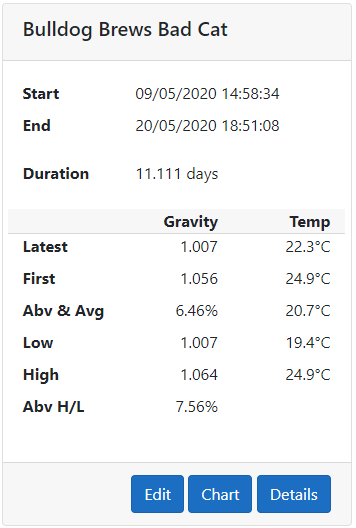 Bulldog Brews Bad Cat
Start 09/05/2020 14:58:34
End 20/05/2020 18:51:08
Duration 11.111 days
Gravity Temp
Latest 1.007 22.3°C
First 1.056 24.9°C
Abv & Avg 6.46% 20.7°C
Low 1.007 19.4°C
High 1.064 24.9°C
Abv H/L 7.56%
Edit Chart Details